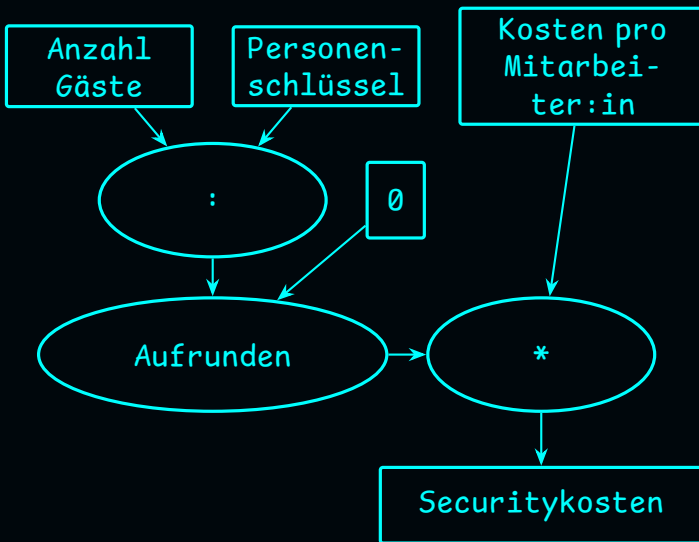 Anzahl
Gäste
Personen-
schlüssel
Kosten pro
Mitarbei-
ter:in
:
0
Aufrunden
*
Securitykosten